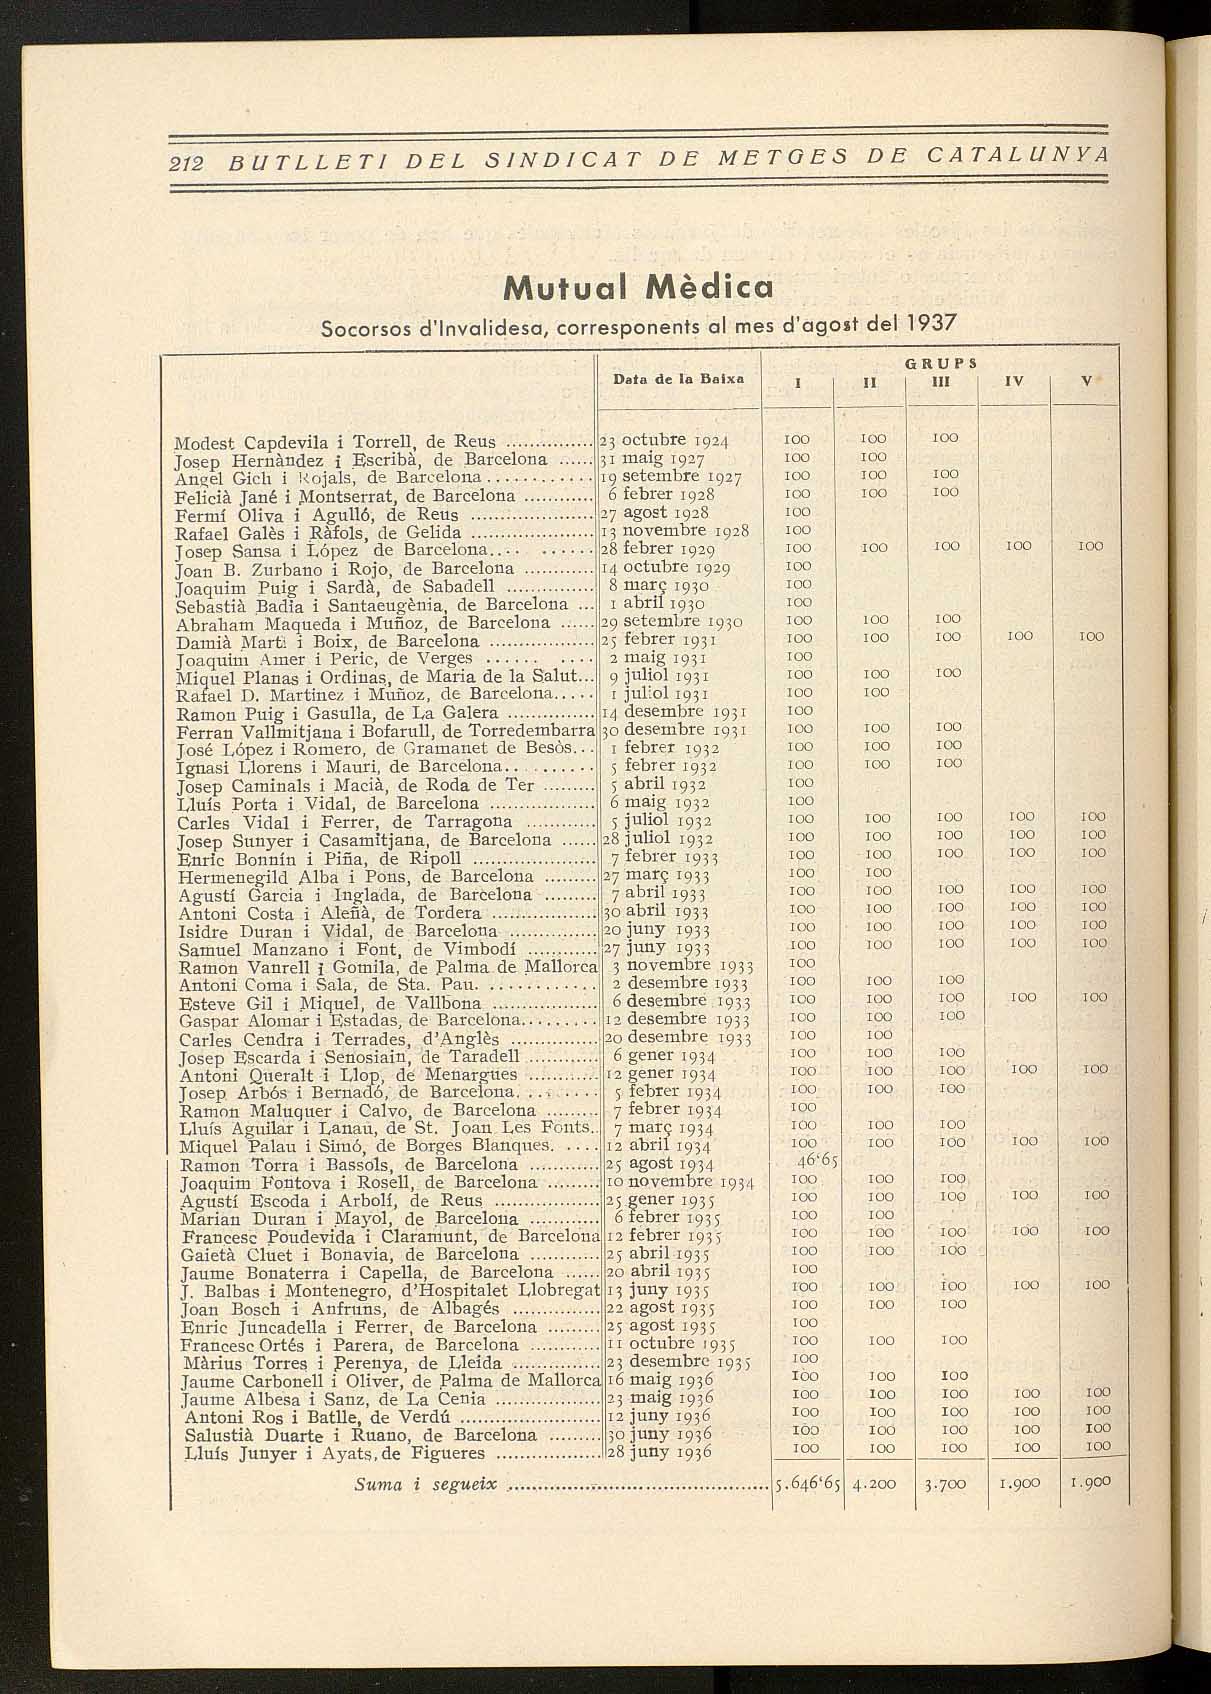 212 BUTLLETI DEL SINDICAT DE METGES DE CATALUNYA
Mutual Mèdica
Socorsos d'Invalidesa, corresponents al mes d'agost del 1937
Data de la Baixa
GRUPS
I II III IV V
Modest Capdevila i Torrell, de Reus ............... 23 octubre 1924 100 100 100
Josep Hernàndez i Escribà, de Barcelona ...... 31 maig 1927 100 100
Angel Gich i Rojals, de Barcelona ............. 19 setembre 1927 100 100 100
Felicià Jané i Montserrat, de Barcelona ............ 6 febrer 1928 100 100 100
Fermí Oliva i Agulló, de Reus ..................... 27 agost 1928 100
Rafael Galès i Ràfols, de Gelida ..................... 13 novembre 1928 100
Josep Sansa i López de Barcelona.... ...... 28 febrer 1929 100 100 100 100 100
Joan B. Zurbano i Rojo, de Barcelona ............ 14 octubre 1929 100
Joaquim Puig i Sardà, de Sabadell ............... 8 març 1930 100
Sebastià Badia i Santaeugènia, de Barcelona ... 1 abril 1930 100
Abraham Maqueda i Muñoz, de Barcelona ...... 29 setembre 1930 100 100 100
Damià Martí i Boix, de Barcelona .................. 25 febrer 1931 100 100 100 100 100
Joaquim Amer i Peric, de Verges ...... .... 2 maig 1931 100
Miquel Planas i Ordinas, de Maria de la Salut... 9 juliol 1931 100 100 100
Rafael D. Martinez i Muñoz, de Barcelona..... 1 juliol 1931 100 100
Ramon Puig i Gasulla, de La Galera ............... 14 desembre 1931 100
Ferran Vallmitjana i Bofarull, de Torredembarra 30 desembre 1931 100 100 100
José López i Romero, de Gramanet de Besòs... 1 febrer 1932 100 100 100
Ignasi Llorens i Mauri, de Barcelona.......... 5 febrer 1932 100 100 100
Josep Caminals i Macià, de Roda de Ter ......... 5 abril 1932 100
Lluís Porta i Vidal, de Barcelona .................. 6 maig 1932 100
Carles Vidal i Ferrer, de Tarragona ............ 5 juliol 1932 100 100 100 100 100
Josep Sunyer i Casamitjana, de Barcelona ...... 28 juliol 1932 100 100 100 100 100
Enric Bonnín i Piña, de Ripoll ..................... 7 febrer 1933 100 100 100 100 100
Hermenegild Alba i Pons, de Barcelona ......... 27 març 1933 100 100
Agustí Garcia i Inglada, de Barcelona ......... 7 abril 1933 100 100 100 100 100
Antoni Costa i Aleñà, de Tordera .................. 30 abril 1933 100 100 100 100 100
Isidre Duran i Vidal, de Barcelona ............... 20 juny 1933 100 100 100 100 100
Samuel Manzano i Font, de Vimbodí ............ 27 juny 1933 100 100 100 100 100
Ramon Vanrell i Gomila, de Palma de Mallorca 3 novembre 1933 100
Antoni Coma i Sala, de Sta. Pau. ............ 2 desembre 1933 100 100 100
Esteve Gil i Miquel, de Vallbona .................. 6 desembre 1933 100 100 100 100 100
Gaspar Alomar i Estadas, de Barcelona......... 12 desembre 1933 100 100 100
Carles Cendra i Terrades, d'Anglès ............... 20 desembre 1933 100 100
Josep Escarda i Senosiain, de Taradell ............ 6 gener 1934 100 100 100
Antoni Queralt i Llop, de Menargues ............ 12 gener 1934 100 100 100 100 100
Josep Arbós i Bernadó, de Barcelona......... 5 febrer 1934 100 100 100
Ramon Maluquer i Calvo, de Barcelona ......... 7 febrer 1934 100
Lluís Aguilar i Lanau, de St. Joan Les Fonts.. 7 març 1934 100 100 100
Miquel Palau i Simó, de Borges Blanques. .... 12 abril 1934 100 100 100 100 100
Ramon Torra i Bassols, de Barcelona ............ 25 agost 1934 46'65
Joaquim Fontova i Rosell, de Barcelona ......... 10 novembre 1934 100 100 100
Agustí Escoda i Arbolí, de Reus .................. 25 gener 1935 100 100 100 100 100
Marian Duran i Mayol, de Barcelona ............ 6 febrer 1935 100 100
Francesc Poudevida i Claramunt, de Barcelona 12 febrer 1935 100 100 100 100 100
Gaietà Cluet i Bonavia, de Barcelona ............ 25 abril 1935 100 100 100
Jaume Bonaterra i Capella, de Barcelona ...... 20 abril 1935 100
J. Balbas i Montenegro, d'Hospitalet Llobregat 13 juny 1935 100 100 100 100 100
Joan Bosch i Anfruns, de Albagés ............... 22 agost 1935 100 100 100
Enric Juncadella i Ferrer, de Barcelona ......... 25 agost 1935 100
Francesc Ortés i Parera, de Barcelona ............ 11 octubre 1935 100 100 100
Màrius Torres i Perenya, de Lleida ............... 23 desembre 1935 100
Jaume Carbonell i Oliver, de Palma de Mallorca 16 maig 1936 100 100 100
Jaume Albesa i Sanz, de La Cenia .................. 23 maig 1936 100 100 100 100 100
Antoni Ros i Batlle, de Verdú ........................ 12 juny 1936 100 100 100 100 100
Salustià Duarte i Ruano, de Barcelona ......... 30 juny 1936 100 100 100 100 100
Lluís Junyer i Ayats, de Figueres .................. 28 juny 1936 100 100 100 100 100
Suma i segueix ............................................. 5.646'65 4.200 3.700 1.900 1.900